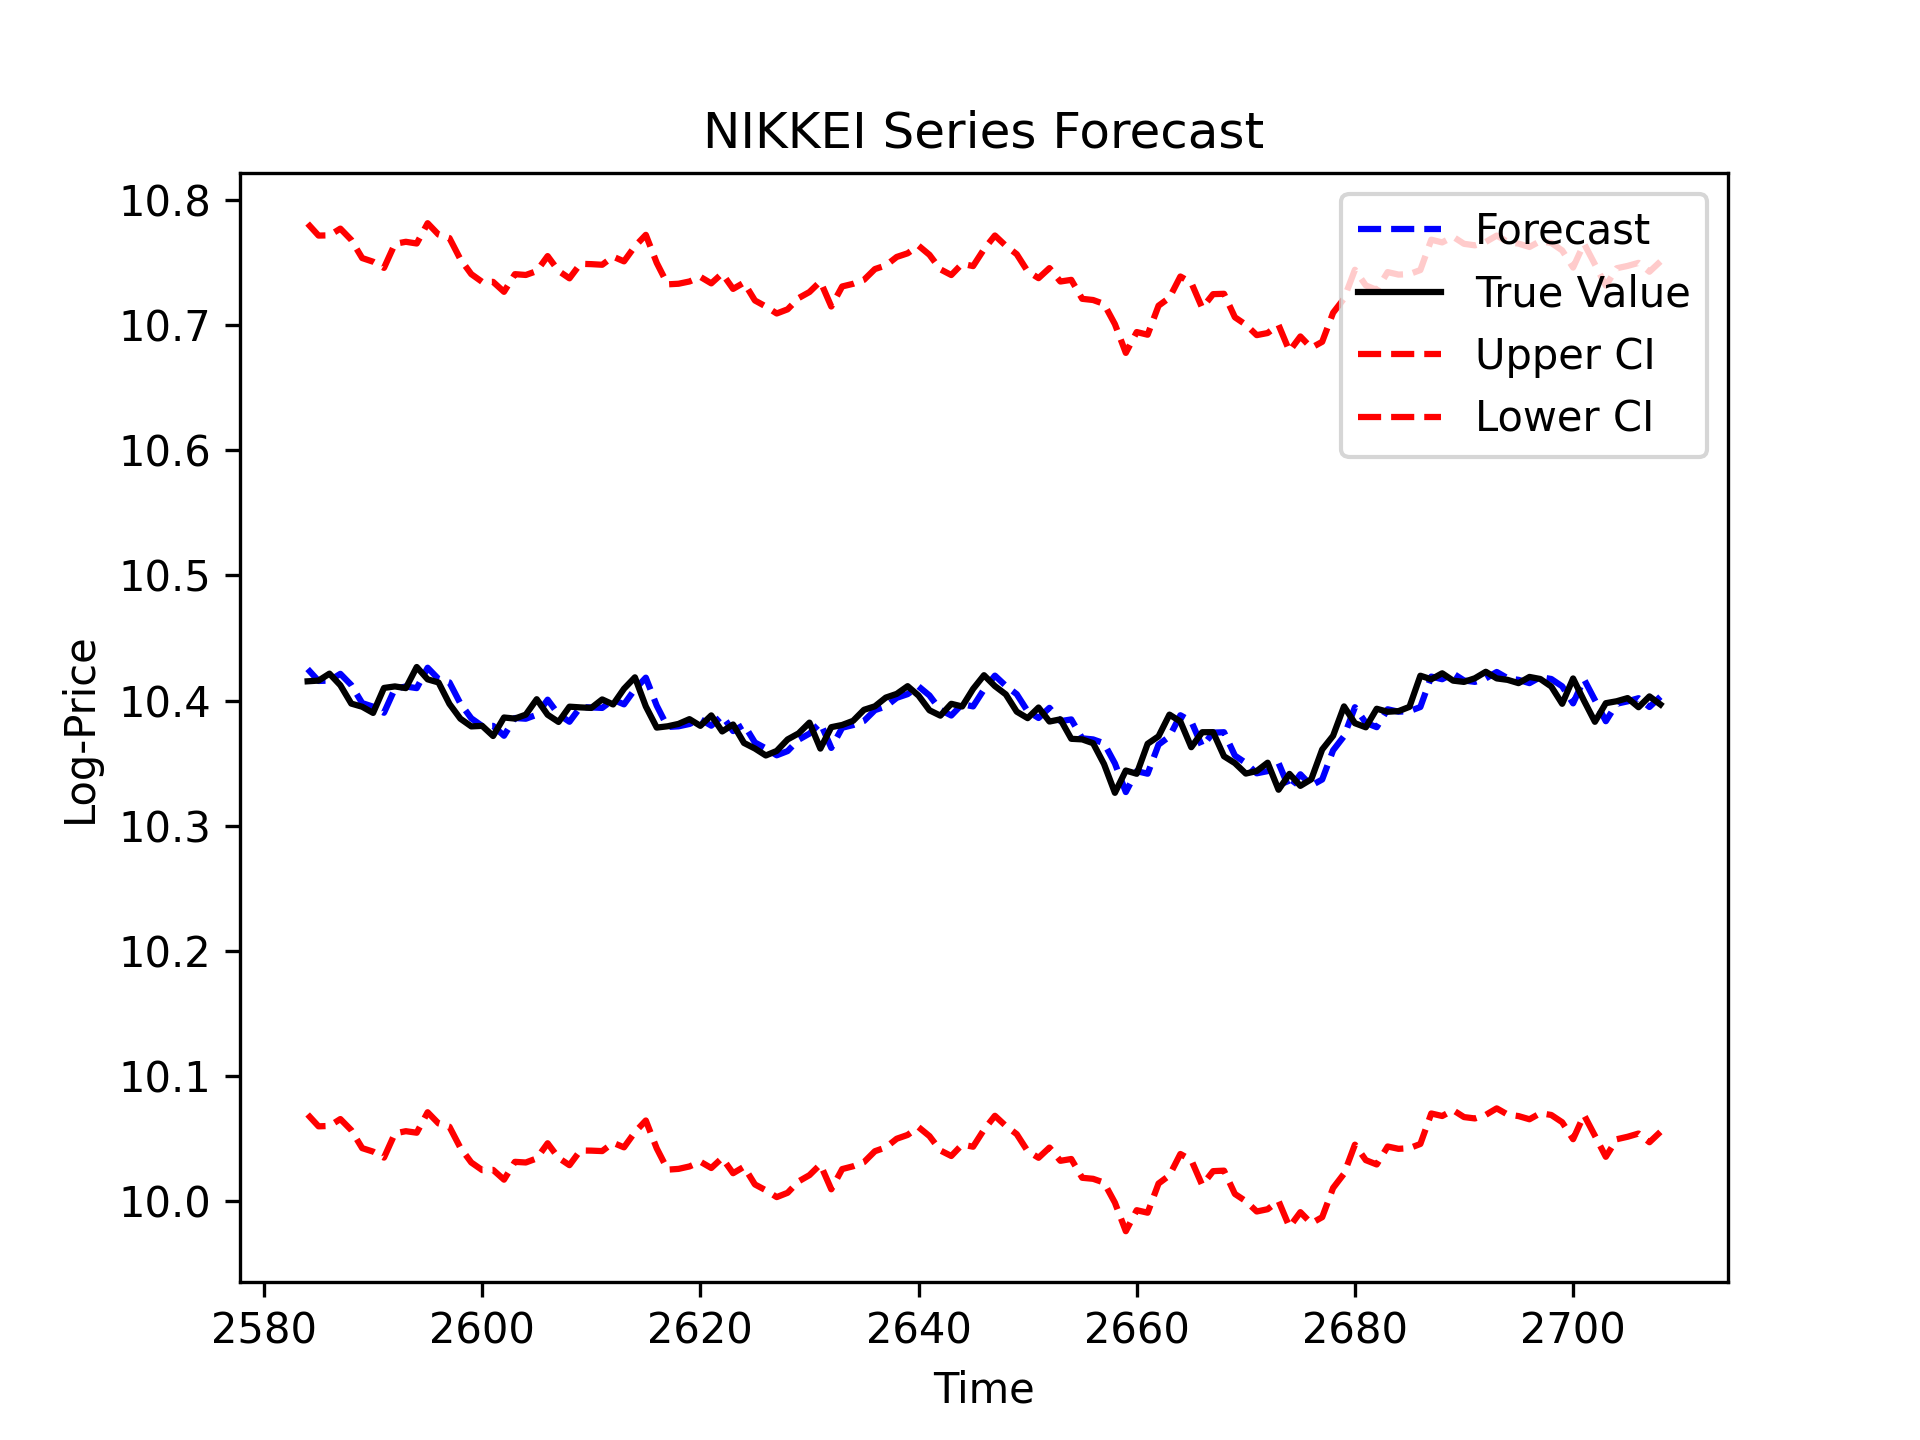 NIKKEI Series Forecast
10.8
10.7
10.6
10.5
10.4
10.3
10.2
10.1
10.0
Log-Price
Forecast
True Value
Upper CI
Lower CI
2580 2600 2620 2640 2660 2680 2700
Time